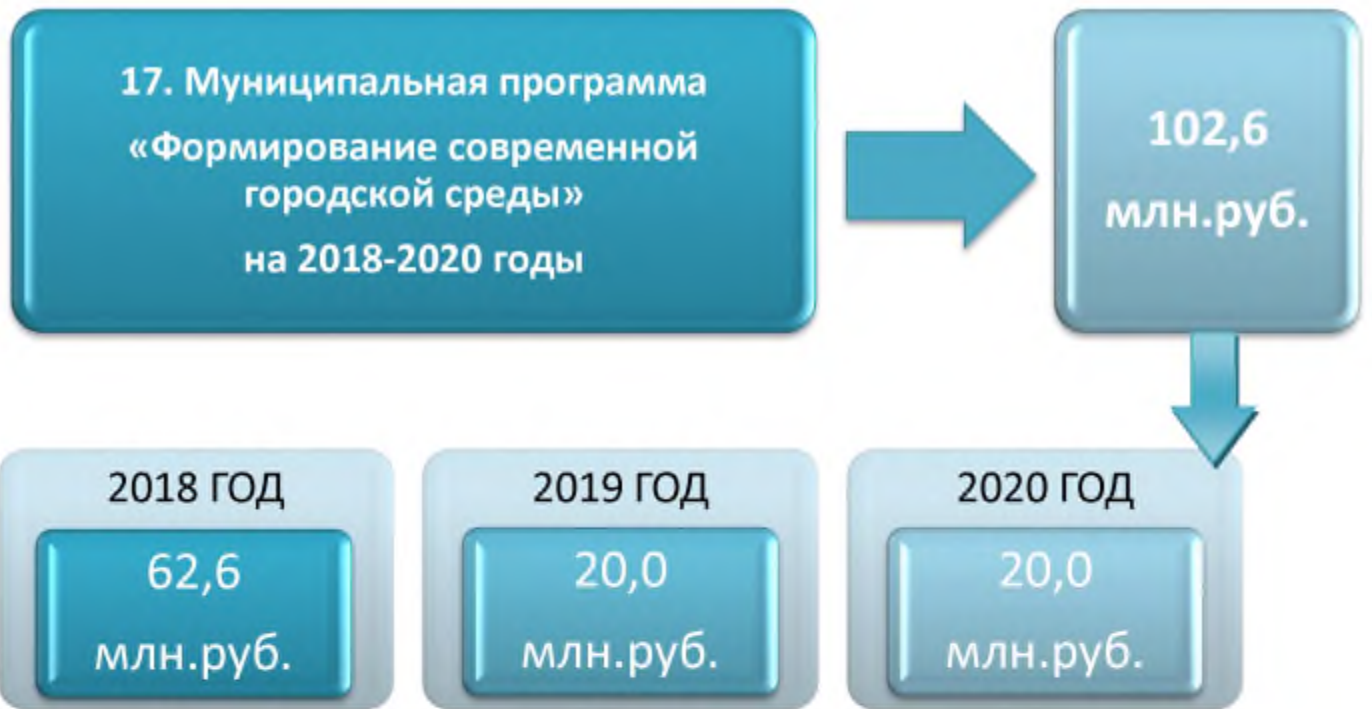 17. Муниципальная программа
«Формирование современной
городской среды»
на 2018-2020 годы
102,6
млн.руб.
2018 ГОД
62,6
млн.руб.
2019 ГОД
20,0
млн.руб.
2020 ГОД
20,0
млн.руб.